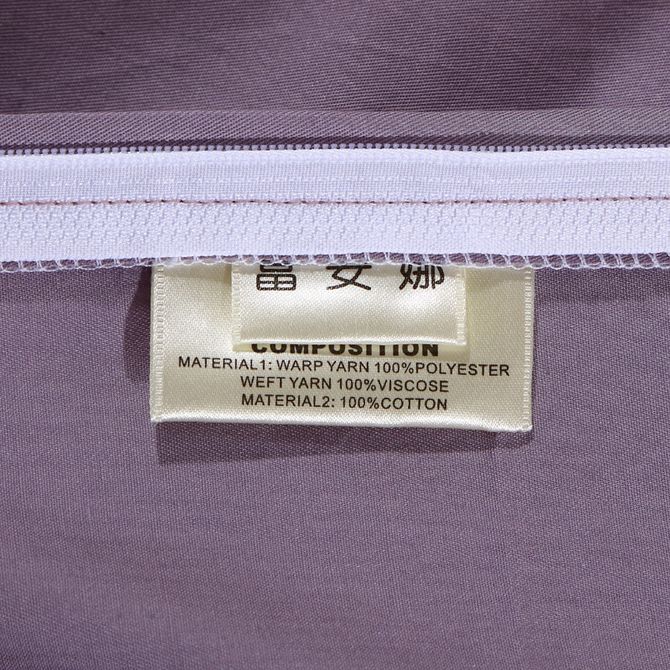 富安娜
COMPOSITION
MATERIAL1: WARP YARN 100%POLYESTER
WEFT YARN 100%VISCOSE
MATERIAL2: 100%COTTON